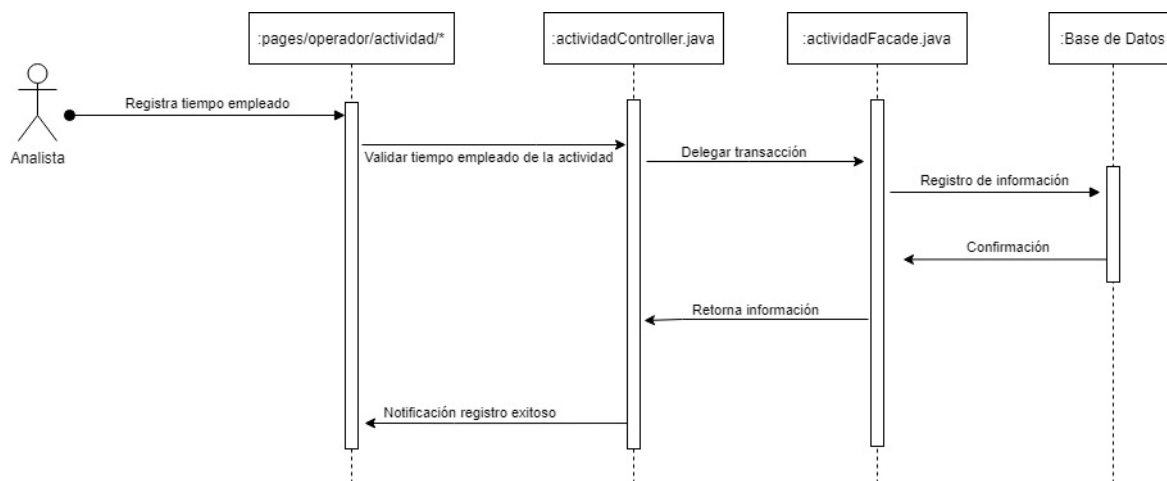 :pages/operador/actividad/*
:actividadController.java
:actividadFacade.java
:Base de Datos
Registra tiempo empleado
Analista
Validar tiempo empleado de la actividad
Delegar transacción
Registro de información
Confirmación
Retorna información
Notificación registro exitoso